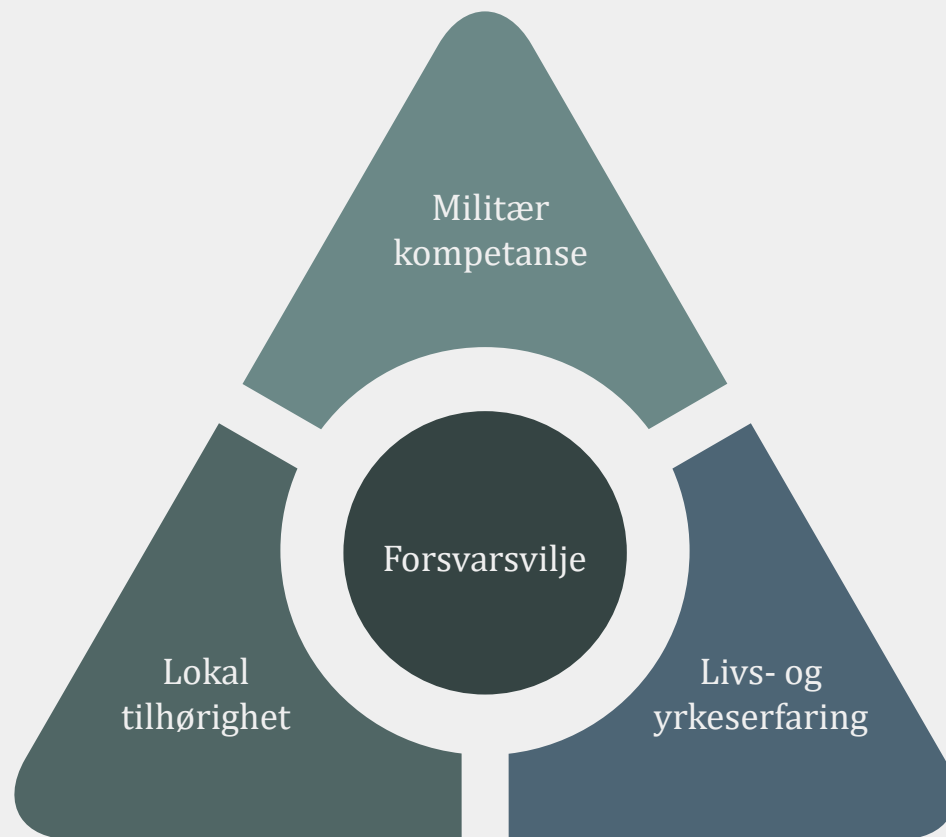 Militær
kompetanse
Forsvarsvilje
Lokal
tilhørighet
Livs- og
yrkeserfaring